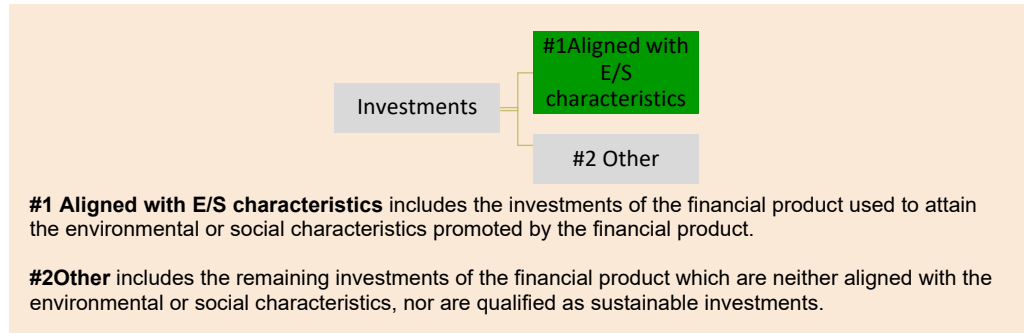 #1Aligned with
E/S
characteristics
Investments
#2 Other
#1 Aligned with E/S characteristics includes the investments of the financial product used to attain
the environmental or social characteristics promoted by the financial product.
#2Other includes the remaining investments of the financial product which are neither aligned with the
environmental or social characteristics, nor are qualified as sustainable investments.